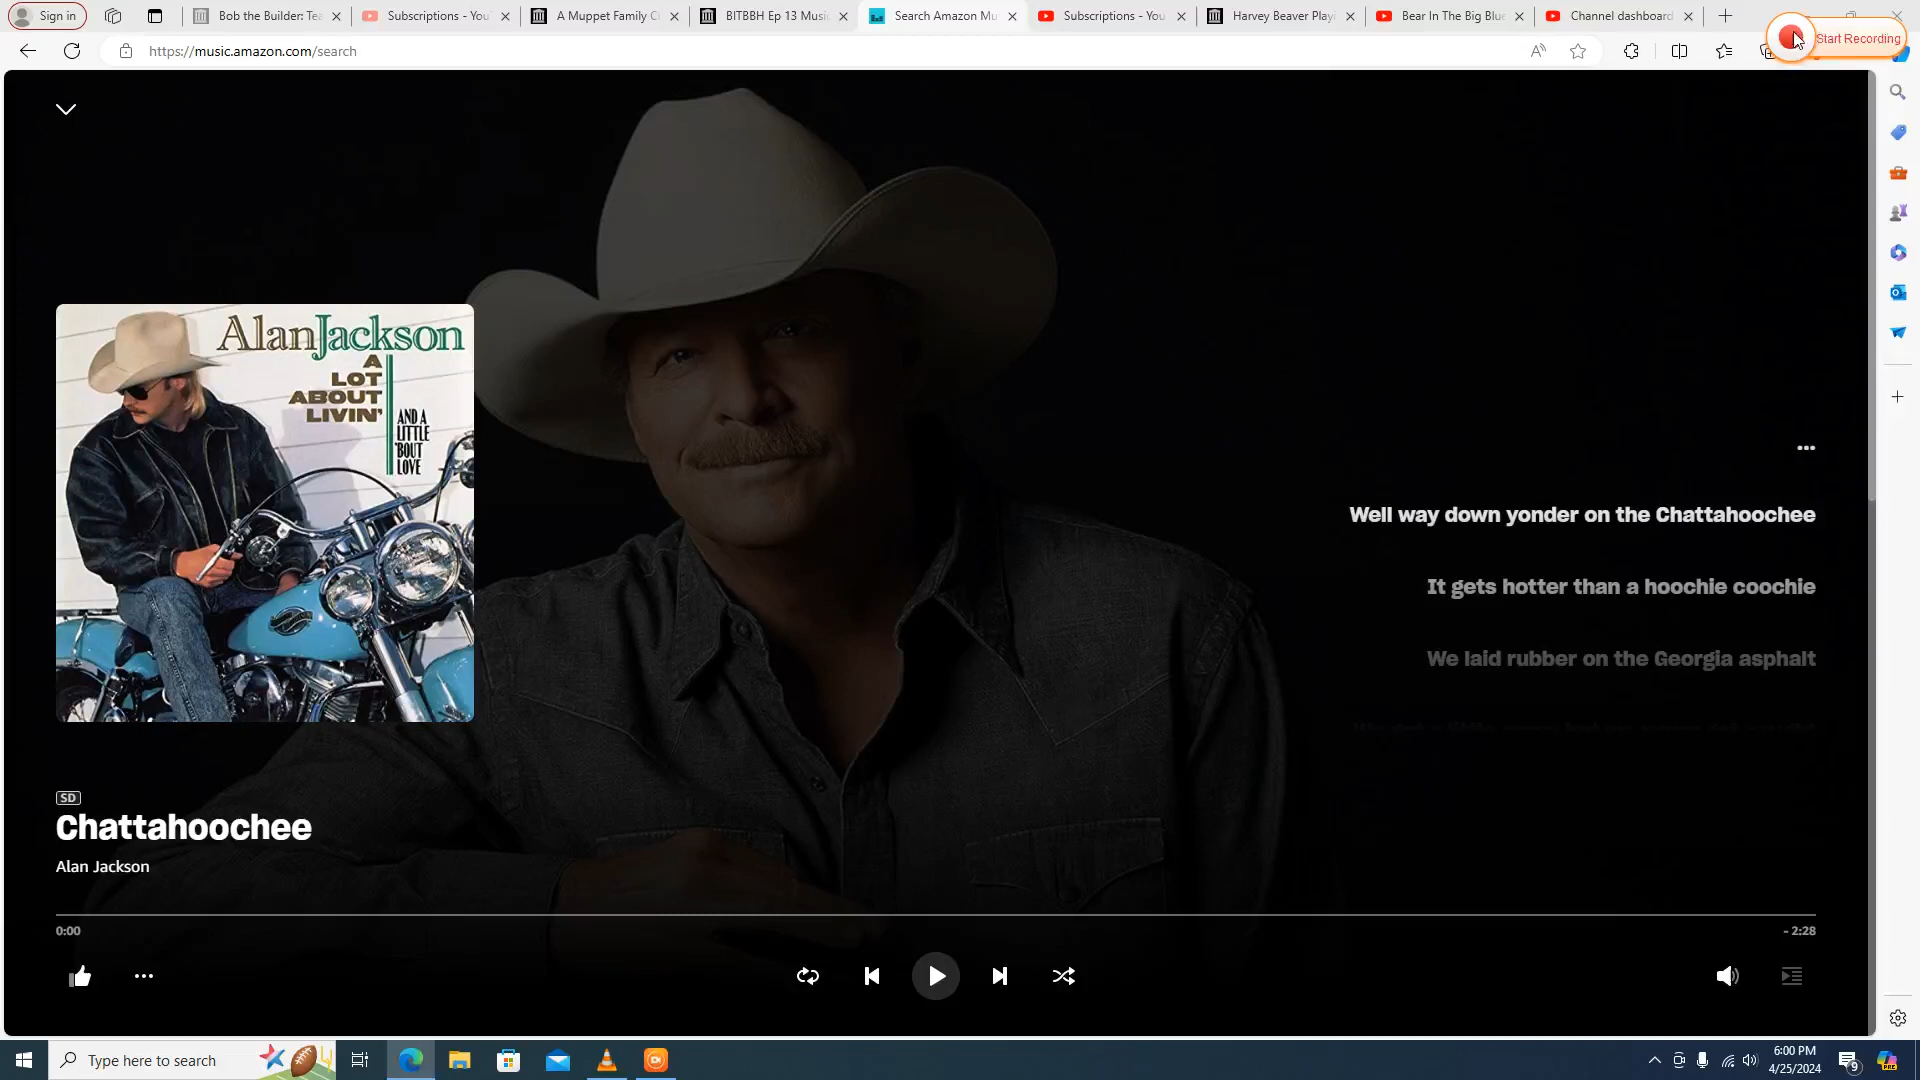 Sign in
Bob the Builder: Tea
Subscriptions - You
A Muppet Family C
BITBBH Ep 13 Musi
Search Amazon Mu
Subscriptions - You
Harvey Beaver Play
Bear In The Big Blue
Channel dashboard
https://music.amazon.com/search
Start Recording
AlanJackson
A
LOT
ABOUT
LIVIN'
AND A
LITTLE
'BOUT
LOVE
Well way down yonder on the Chattahoochee
It gets hotter than a hoochie coochie
We laid rubber on the Georgia asphalt
SD
Chattahoochee
Alan Jackson
0:00
- 2:28
Type here to search
6:00 PM
4/25/2024
9
PRE